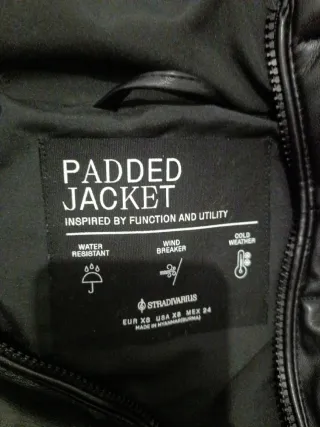 PADDED
JACKET
INSPIRED BY FUNCTION AND UTILITY
WATER
RESISTANT
WIND
BREAKER
COLD
WEATHER
STRADIVARIUS
EUR XS USA XS MEX 24
MADE IN MYANMAR(BURMA)